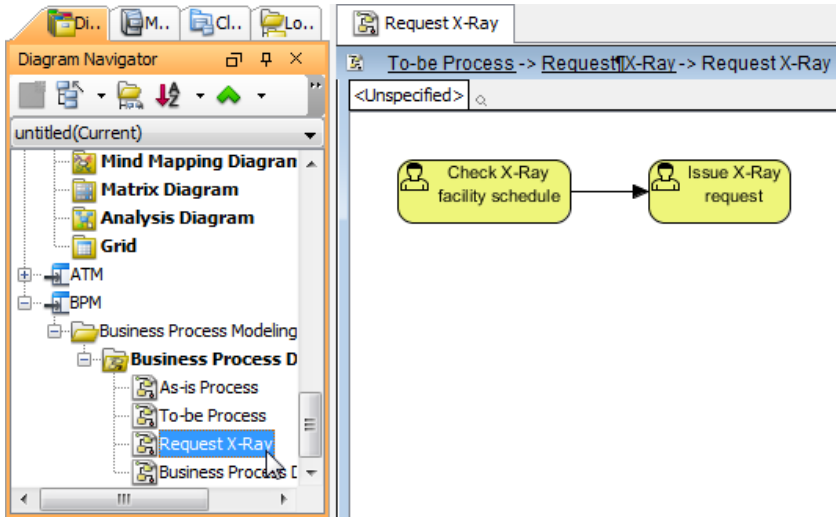 Di.. M.. Cl.. Lo..
Diagram Navigator
untitled(Current)
Mind Mapping Diagran
Matrix Diagram
Analysis Diagram
Grid
ATM
BPM
Business Process Modeling
Business Process D
As-is Process
To-be Process
Request X-Ray
Business Process D
Request X-Ray
To-be Process -> Request¶X-Ray -> Request X-Ray
<Unspecified>
Check X-Ray
facility schedule
Issue X-Ray
request